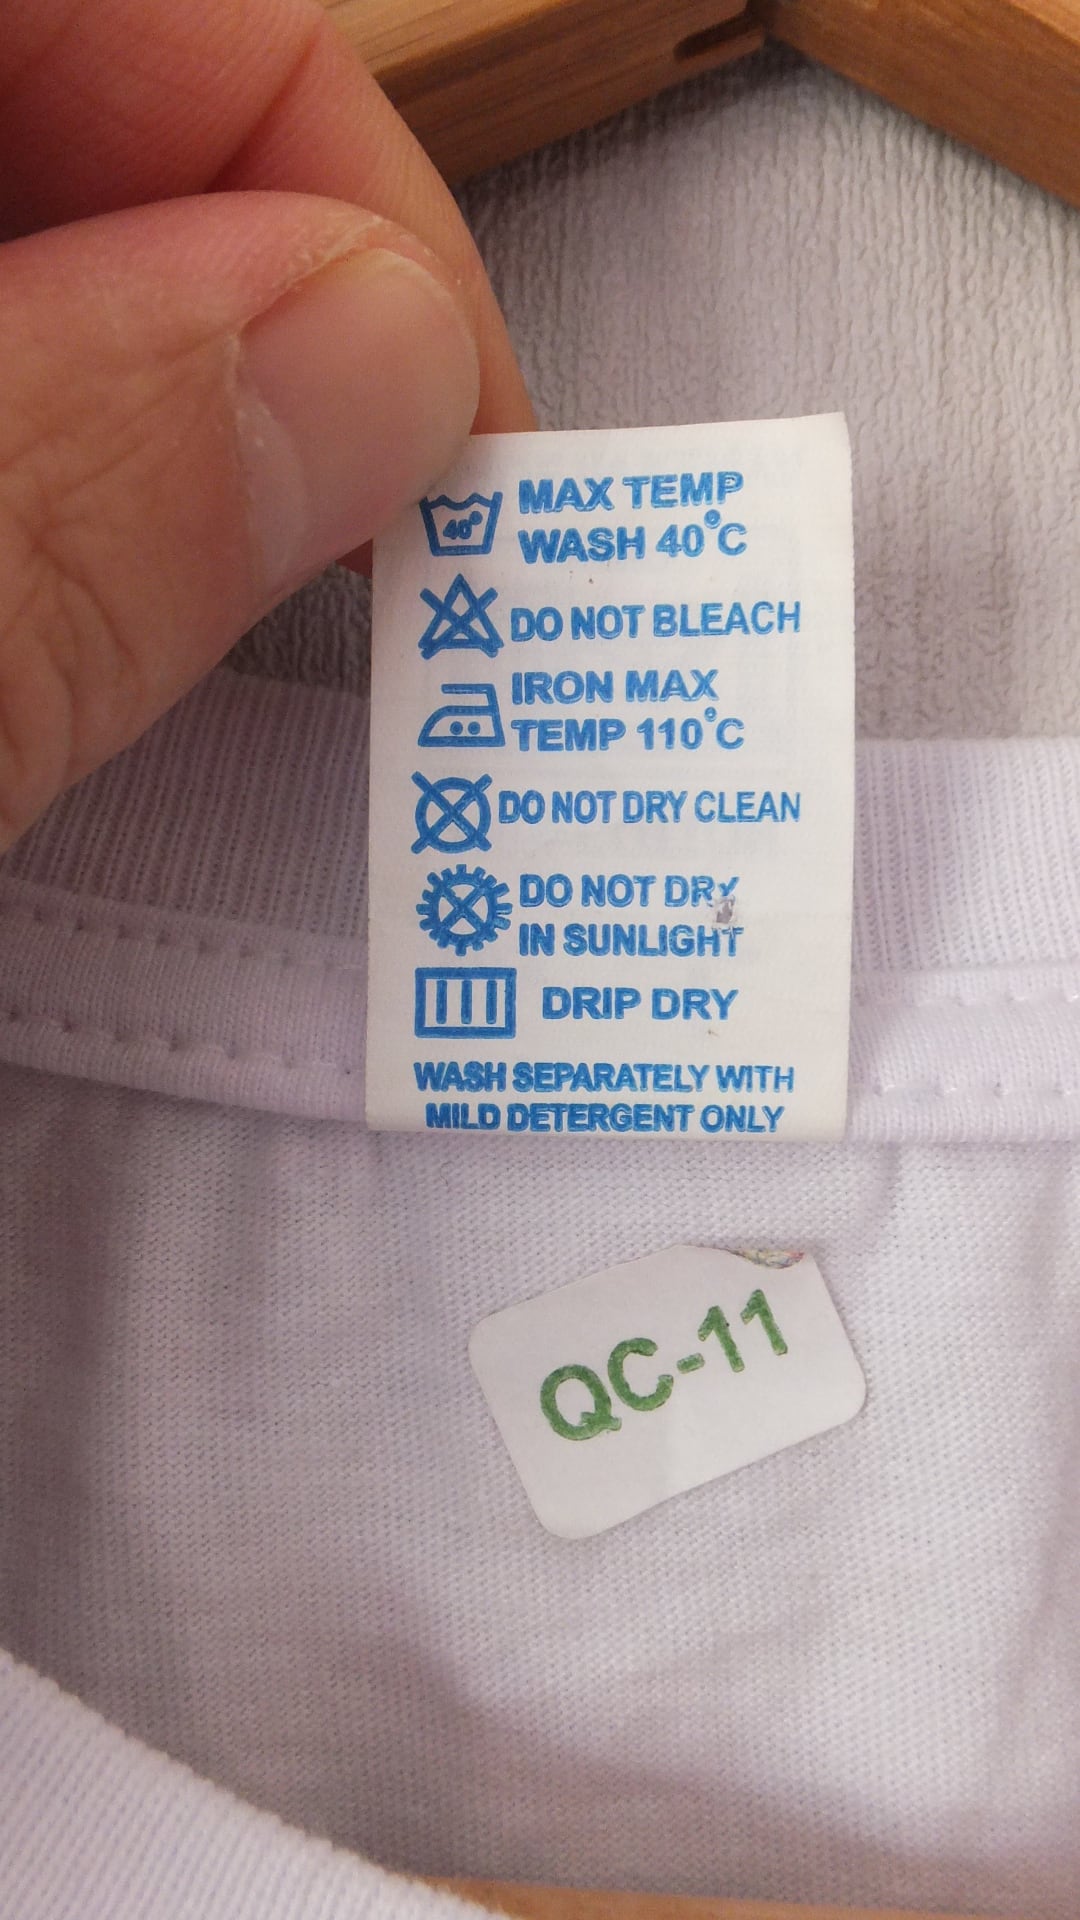 40°
MAX TEMP
WASH 40°C
DO NOT BLEACH
IRON MAX
TEMP 110°C
DO NOT DRY CLEAN
DO NOT DRY
IN SUNLIGHT
DRIP DRY
WASH SEPARATELY WITH
MILD DETERGENT ONLY
QC-11